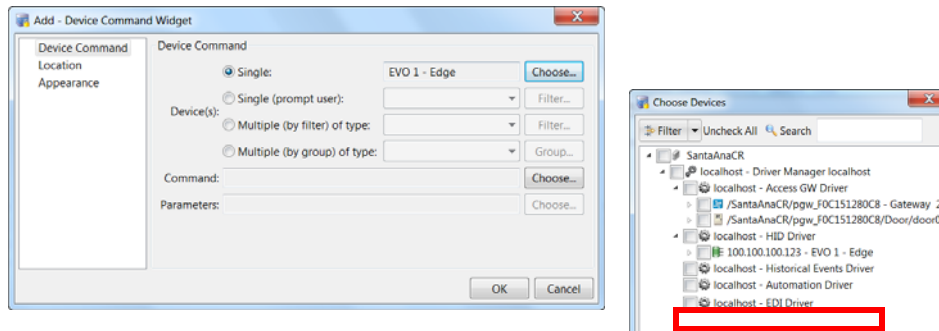 Add - Device Command Widget
Device Command
Location
Appearance
Device Command
Device(s):
Single:
EVO 1 - Edge
Choose...
Single (prompt user):
Filter...
Multiple (by filter) of type:
Filter...
Multiple (by group) of type:
Group...
Command:
Choose...
Parameters:
Choose...
OK
Cancel
Choose Devices
Filter
Uncheck All
Search
SantaAnaCR
localhost - Driver Manager localhost
localhost - Access GW Driver
/SantaAnaCR/pgw_F0C151280C8 - Gateway 2
/SantaAnaCR/pgw_F0C151280C8/Door/door0
localhost - HID Driver
100.100.100.123 - EVO 1 - Edge
localhost - Historical Events Driver
localhost - Automation Driver
localhost - EDI Driver